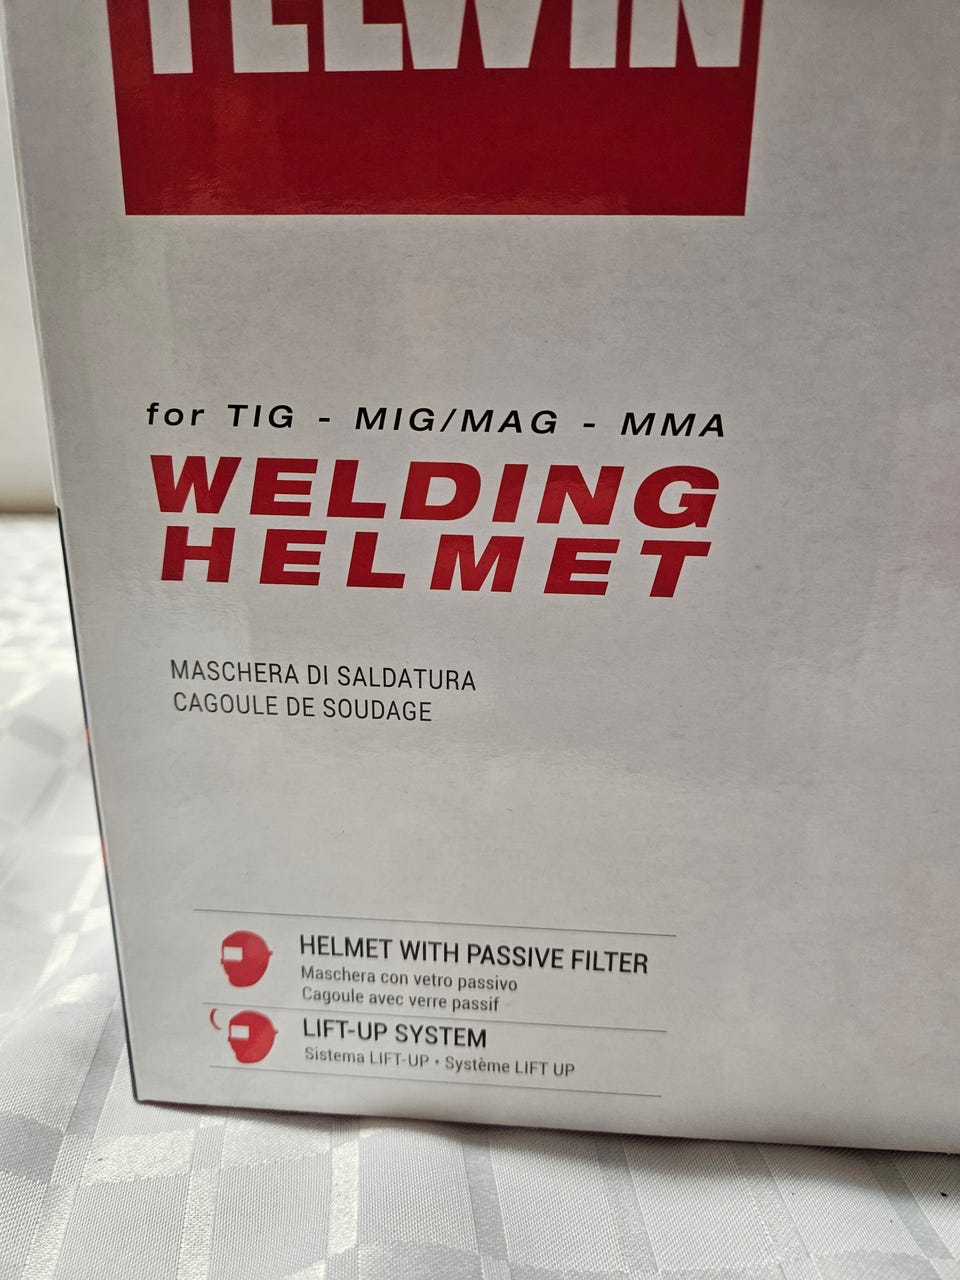 TELWIN
for TIG - MIG/MAG - MMA
WELDING
HELMET
MASCHERA DI SALDATURA
CAGOULE DE SOUDAGE
HELMET WITH PASSIVE FILTER
Maschera con vetro passivo
Cagoule avec verre passif
LIFT-UP SYSTEM
Sistema LIFT-UP • Système LIFT UP